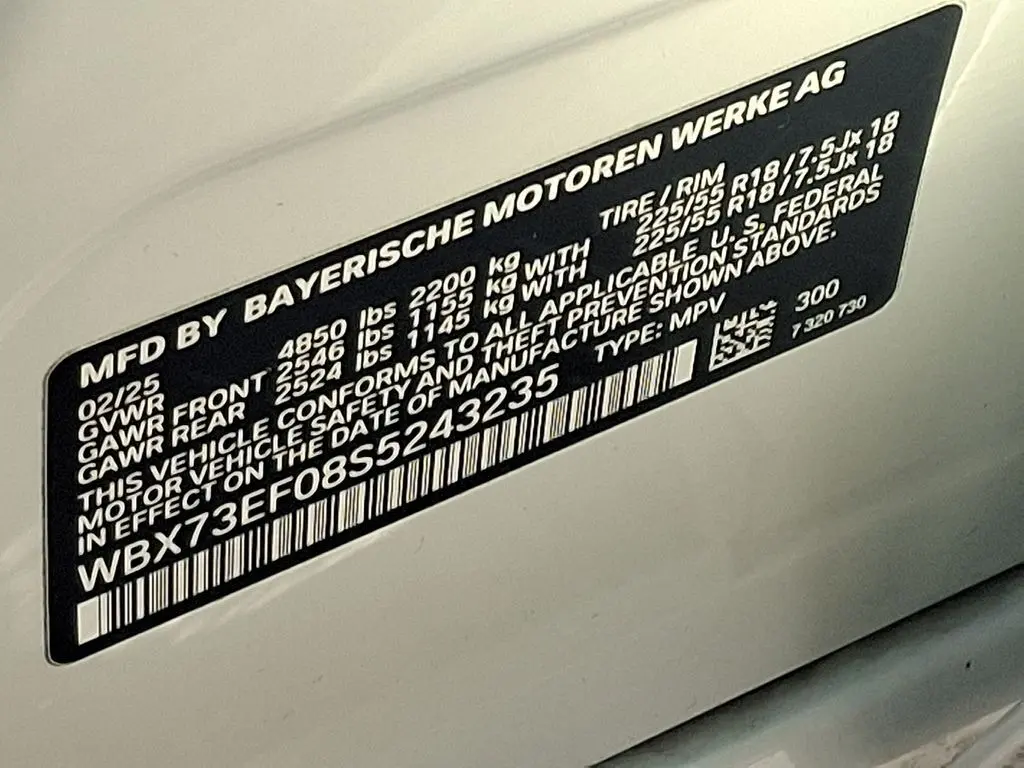 MFD BY BAYERISCHE MOTOREN WERKE AG
02/25 TIRE / RIM
GVWR 4850 lbs 2200 kg
GAWR FRONT 2546 lbs 1155 kg WITH 225/55 R18 / 7.5Jx 18
GAWR REAR 2524 lbs 1145 kg WITH 225/55 R18 / 7.5Jx 18
THIS VEHICLE CONFORMS TO ALL APPLICABLE U. S. FEDERAL
MOTOR VEHICLE SAFETY AND THEFT PREVENTION STANDARDS
IN EFFECT ON THE DATE OF MANUFACTURE SHOWN ABOVE.
WBX73EF08S5243235 TYPE: MPV
300
7 320 730